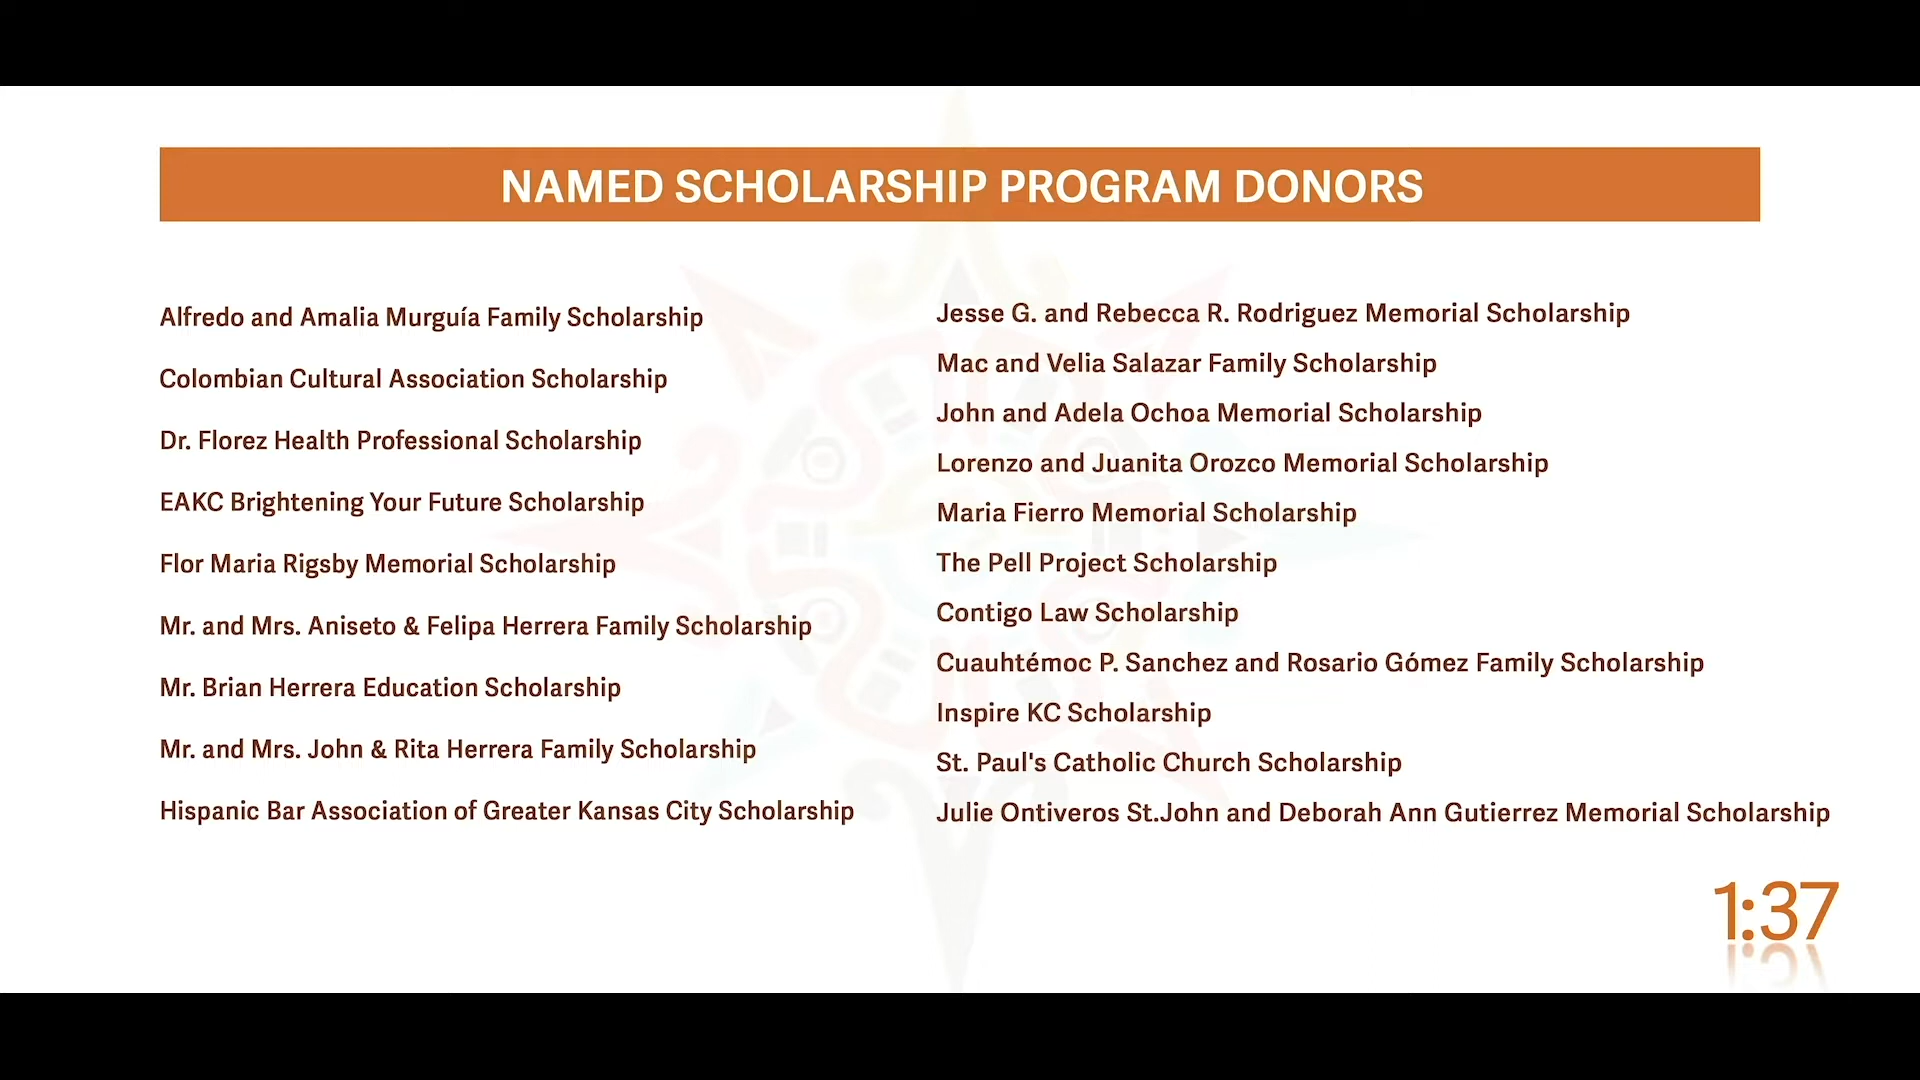 NAMED SCHOLARSHIP PROGRAM DONORS
Alfredo and Amalia Murguía Family Scholarship
Colombian Cultural Association Scholarship
Dr. Florez Health Professional Scholarship
EAKC Brightening Your Future Scholarship
Flor Maria Rigsby Memorial Scholarship
Mr. and Mrs. Aniseto & Felipa Herrera Family Scholarship
Mr. Brian Herrera Education Scholarship
Mr. and Mrs. John & Rita Herrera Family Scholarship
Hispanic Bar Association of Greater Kansas City Scholarship
Jesse G. and Rebecca R. Rodriguez Memorial Scholarship
Mac and Velia Salazar Family Scholarship
John and Adela Ochoa Memorial Scholarship
Lorenzo and Juanita Orozco Memorial Scholarship
Maria Fierro Memorial Scholarship
The Pell Project Scholarship
Contigo Law Scholarship
Cuauhtémoc P. Sanchez and Rosario Gómez Family Scholarship
Inspire KC Scholarship
St. Paul's Catholic Church Scholarship
Julie Ontiveros St.John and Deborah Ann Gutierrez Memorial Scholarship
1:37